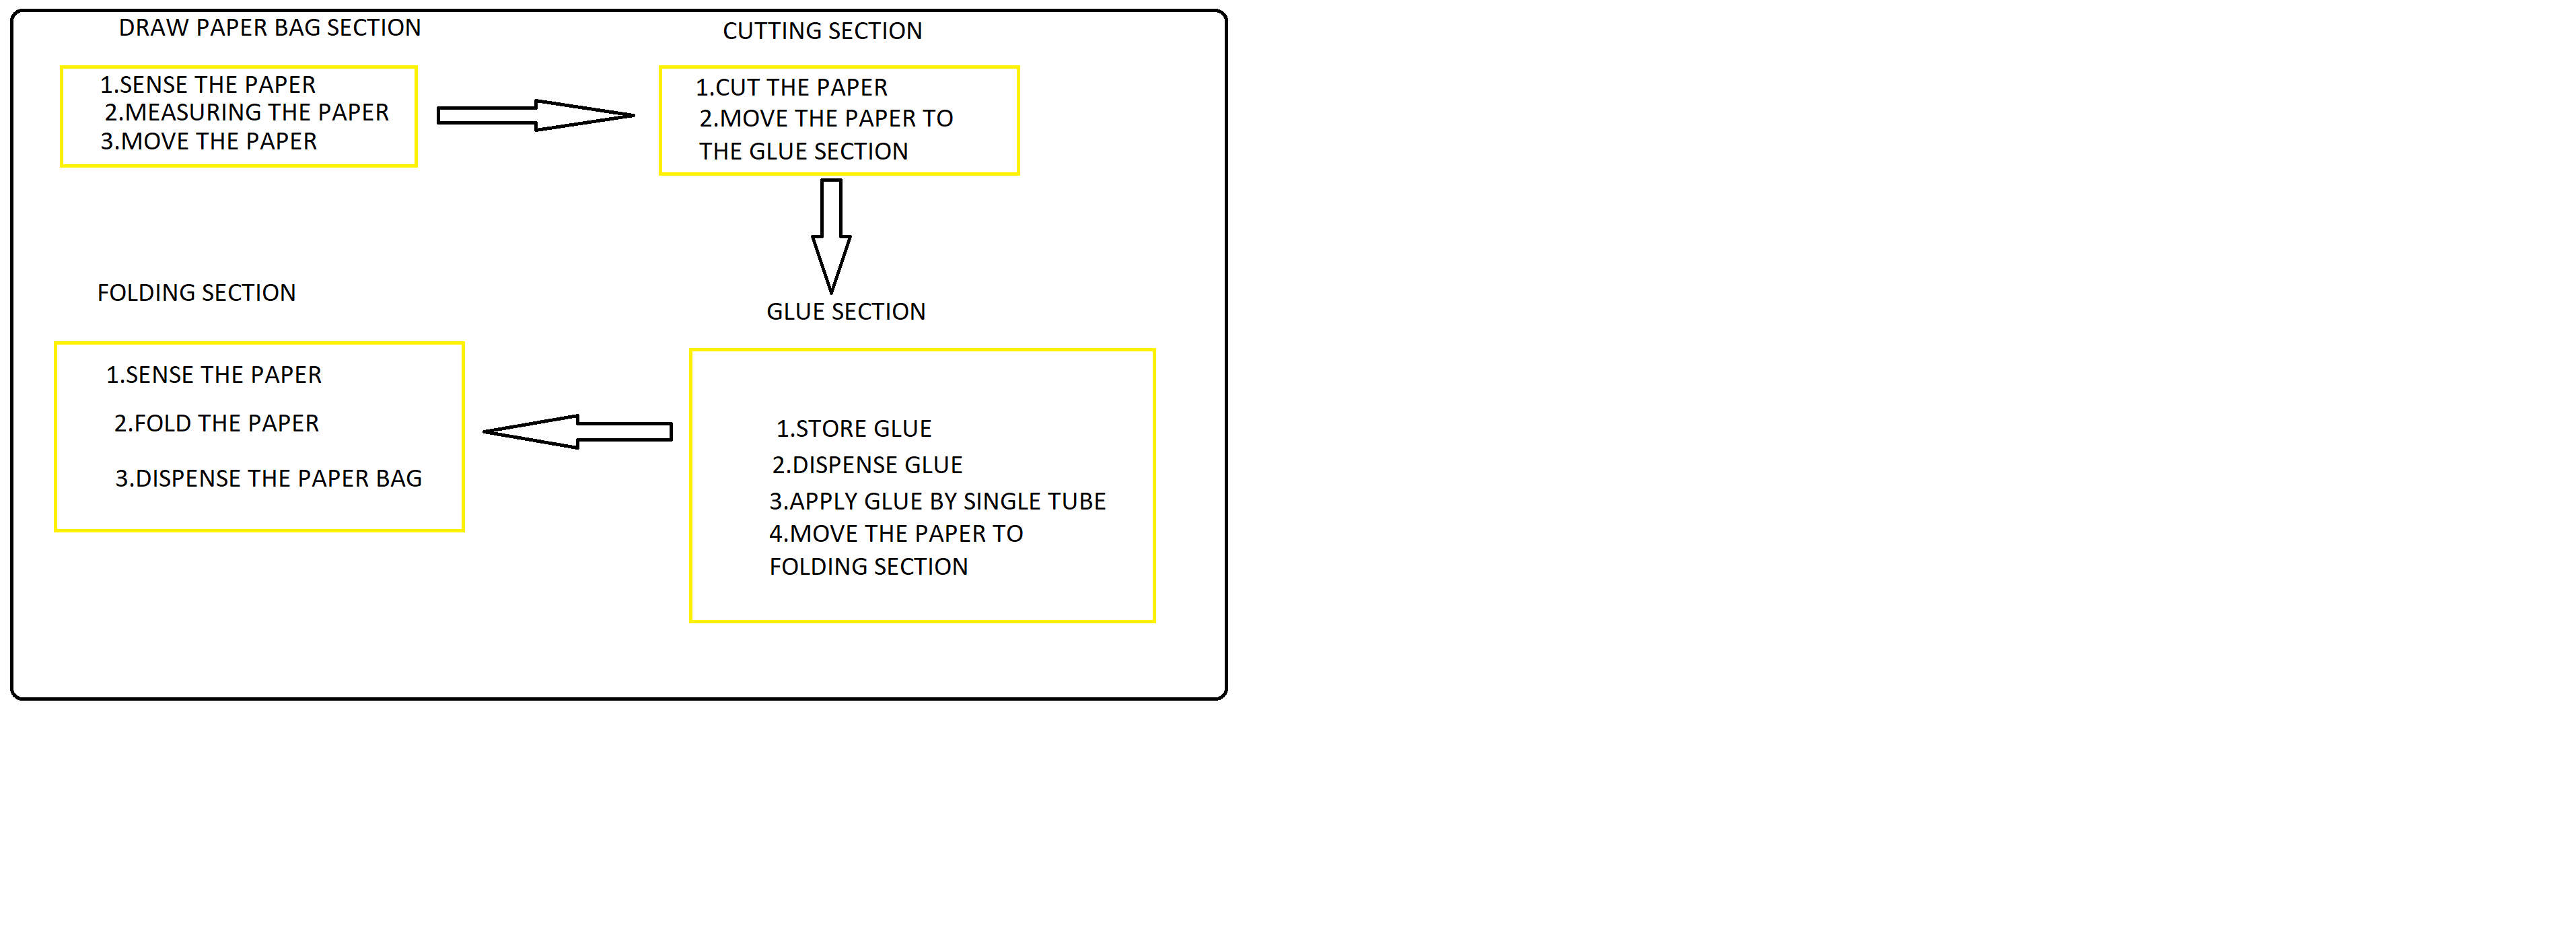 DRAW PAPER BAG SECTION
1.SENSE THE PAPER
2.MEASURING THE PAPER
3.MOVE THE PAPER
CUTTING SECTION
1.CUT THE PAPER
2.MOVE THE PAPER TO
THE GLUE SECTION
GLUE SECTION
1.STORE GLUE
2.DISPENSE GLUE
3.APPLY GLUE BY SINGLE TUBE
4.MOVE THE PAPER TO
FOLDING SECTION
FOLDING SECTION
1.SENSE THE PAPER
2.FOLD THE PAPER
3.DISPENSE THE PAPER BAG